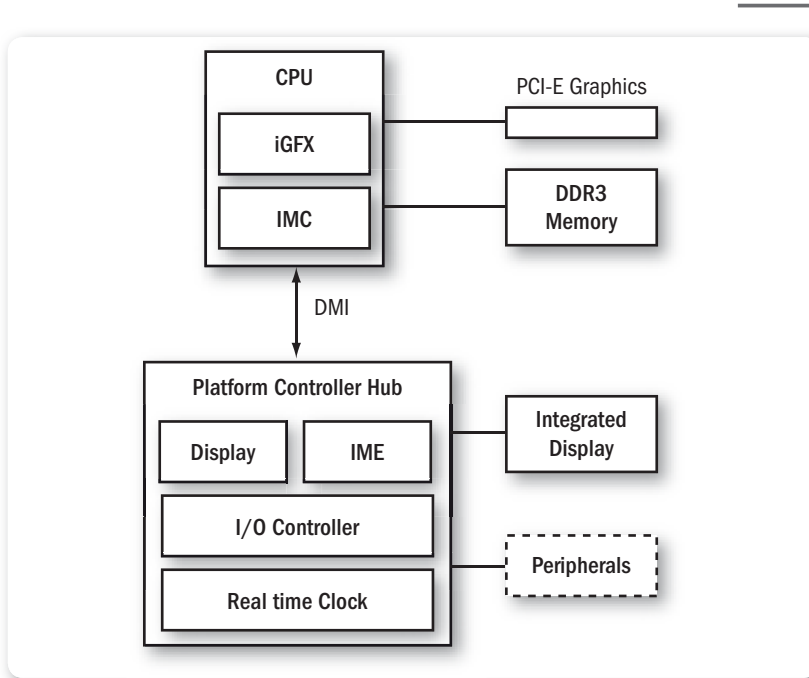 CPU
iGFX
IMC
PCI-E Graphics
DDR3
Memory
DMI
Platform Controller Hub
Display
IME
I/O Controller
Real time Clock
Integrated
Display
Peripherals